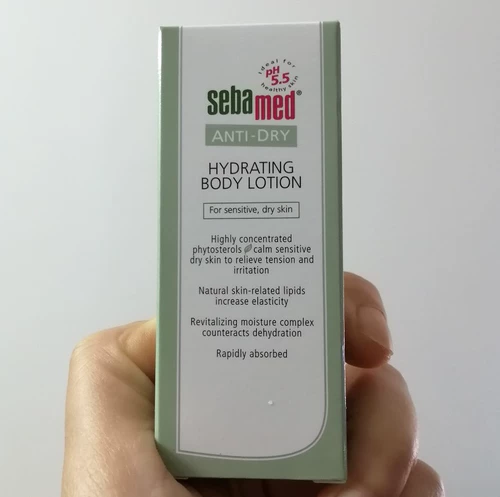 ideal for
pH
5.5
healthy skin
sebamed®
ANTI-DRY
HYDRATING
BODY LOTION
For sensitive, dry skin
Highly concentrated
phytosterols calm sensitive
dry skin to relieve tension and
irritation
Natural skin-related lipids
increase elasticity
Revitalizing moisture complex
counteracts dehydration
Rapidly absorbed